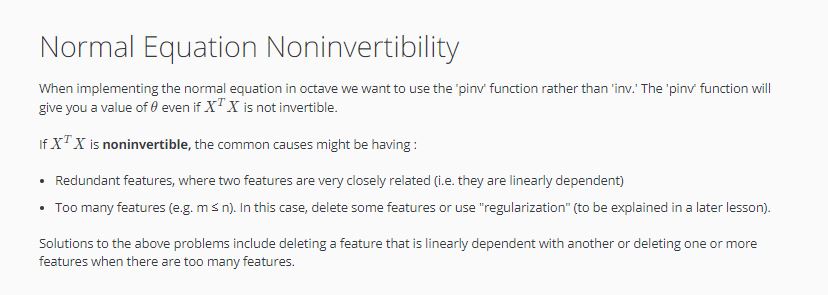 Normal Equation Noninvertibility
When implementing the normal equation in octave we want to use the 'pinv' function rather than 'inv.' The 'pinv' function will
give you a value of θ even if XᵀX is not invertible.
If XᵀX is noninvertible, the common causes might be having :
• Redundant features, where two features are very closely related (i.e. they are linearly dependent)
• Too many features (e.g. m ≤ n). In this case, delete some features or use "regularization" (to be explained in a later lesson).
Solutions to the above problems include deleting a feature that is linearly dependent with another or deleting one or more
features when there are too many features.